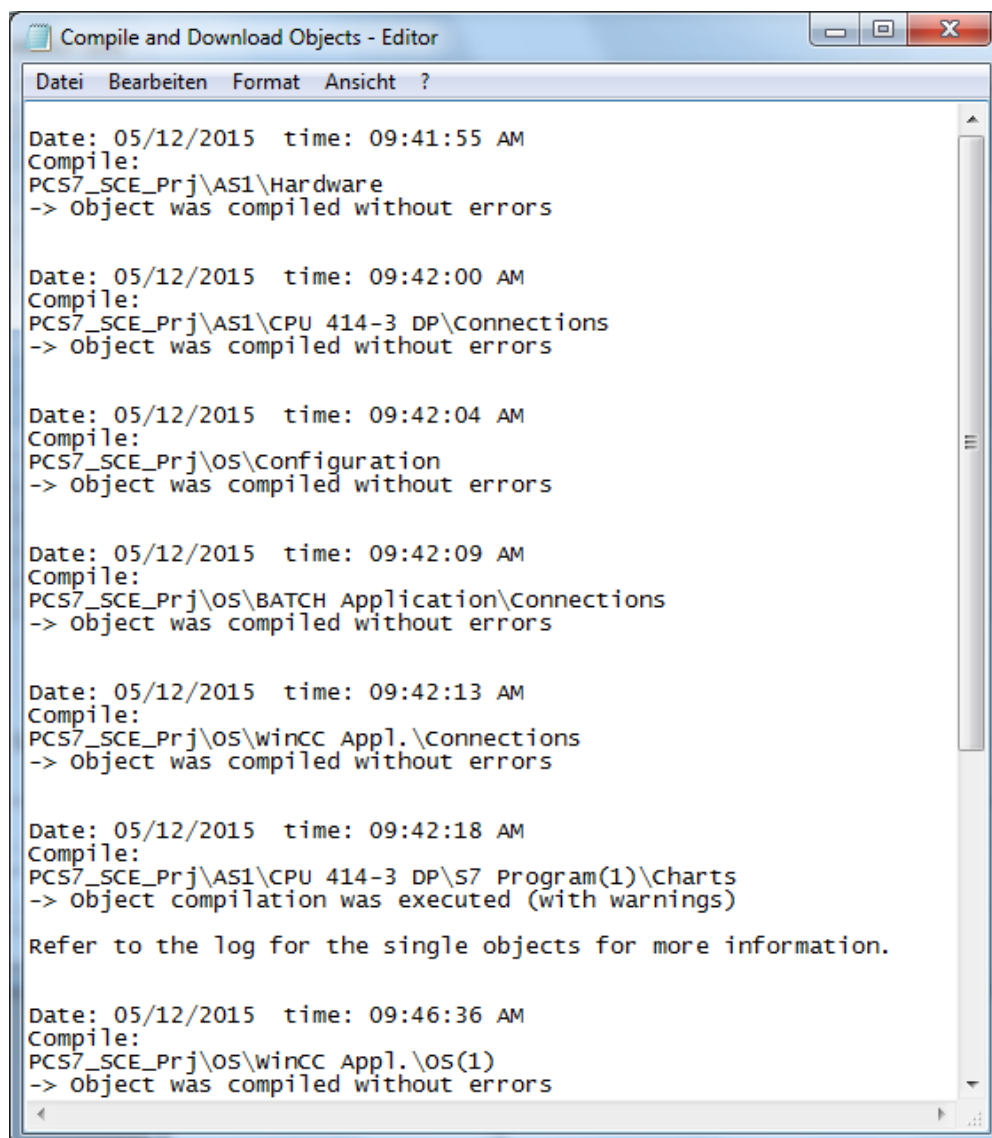 Compile and Download Objects - Editor
Datei Bearbeiten Format Ansicht ?
Date: 05/12/2015  time: 09:41:55 AM
Compile:
PCS7_SCE_Prj\AS1\Hardware
-> Object was compiled without errors
Date: 05/12/2015  time: 09:42:00 AM
Compile:
PCS7_SCE_Prj\AS1\CPU 414-3 DP\Connections
-> Object was compiled without errors
Date: 05/12/2015  time: 09:42:04 AM
Compile:
PCS7_SCE_Prj\OS\Configuration
-> Object was compiled without errors
Date: 05/12/2015  time: 09:42:09 AM
Compile:
PCS7_SCE_Prj\OS\BATCH Application\Connections
-> Object was compiled without errors
Date: 05/12/2015  time: 09:42:13 AM
Compile:
PCS7_SCE_Prj\OS\WinCC Appl.\Connections
-> Object was compiled without errors
Date: 05/12/2015  time: 09:42:18 AM
Compile:
PCS7_SCE_Prj\AS1\CPU 414-3 DP\S7 Program(1)\Charts
-> Object compilation was executed (with warnings)
Refer to the log for the single objects for more information.
Date: 05/12/2015  time: 09:46:36 AM
Compile:
PCS7_SCE_Prj\OS\WinCC Appl.\OS(1)
-> Object was compiled without errors